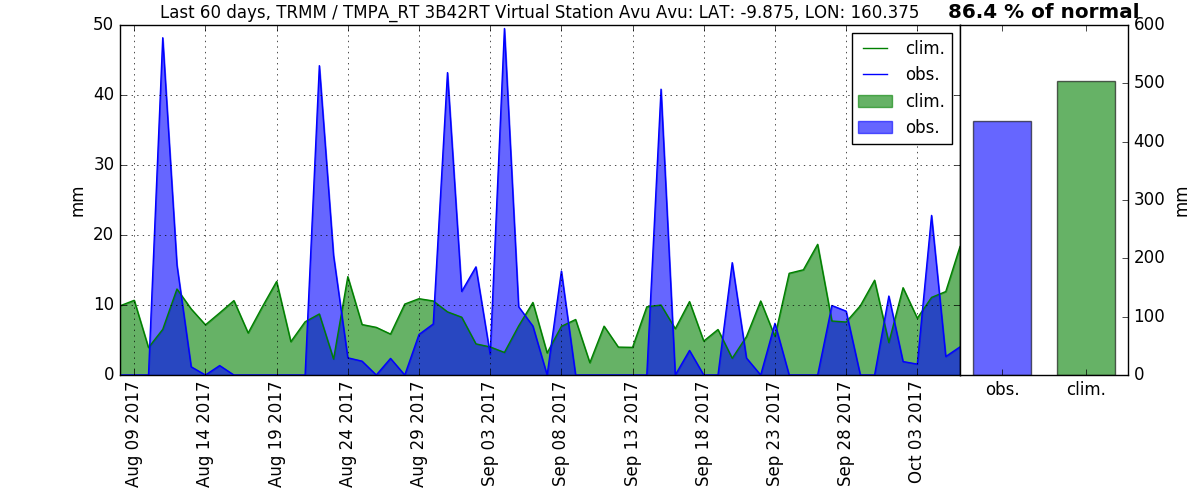 Last 60 days, TRMM / TMPA_RT 3B42RT Virtual Station Avu Avu: LAT: -9.875, LON: 160.375
86.4 % of normal
50
40
30
20
10
0
mm
clim.
obs.
clim.
obs.
600
500
400
300
200
100
0
mm
Aug 09 2017
Aug 14 2017
Aug 19 2017
Aug 24 2017
Aug 29 2017
Sep 03 2017
Sep 08 2017
Sep 13 2017
Sep 18 2017
Sep 23 2017
Sep 28 2017
Oct 03 2017
obs.
clim.